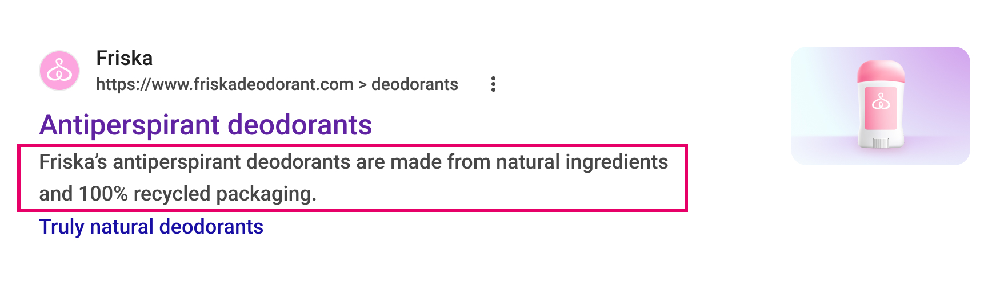 Friska
https://www.friskadeodorant.com > deodorants
Antiperspirant deodorants
Friska’s antiperspirant deodorants are made from natural ingredients
and 100% recycled packaging.
Truly natural deodorants